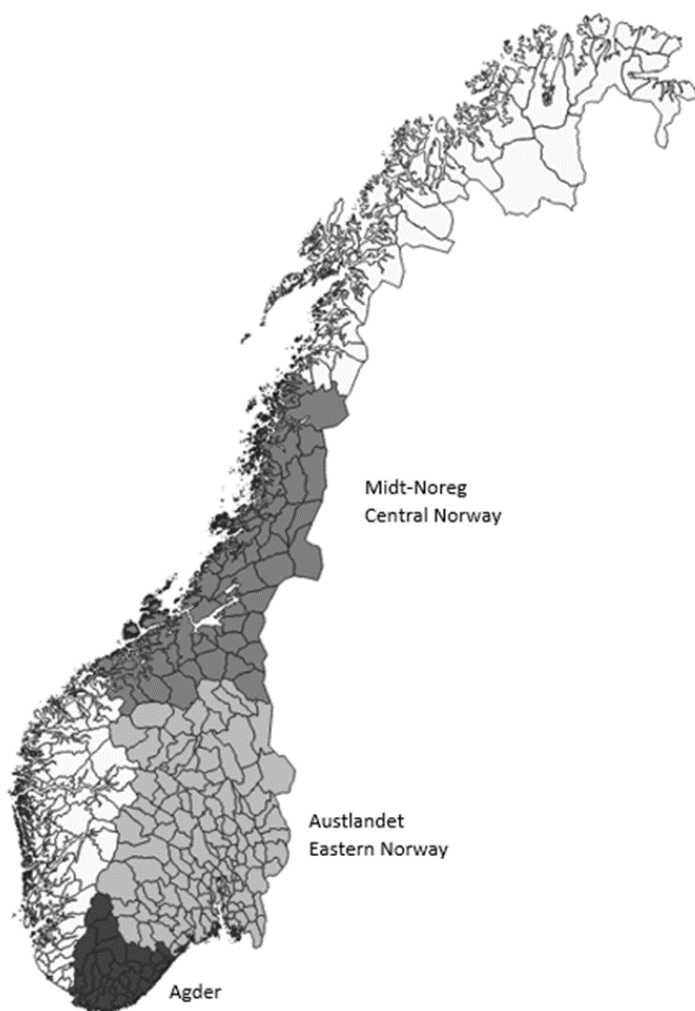 Midt-Noreg
Central Norway
Austlandet
Eastern Norway
Agder